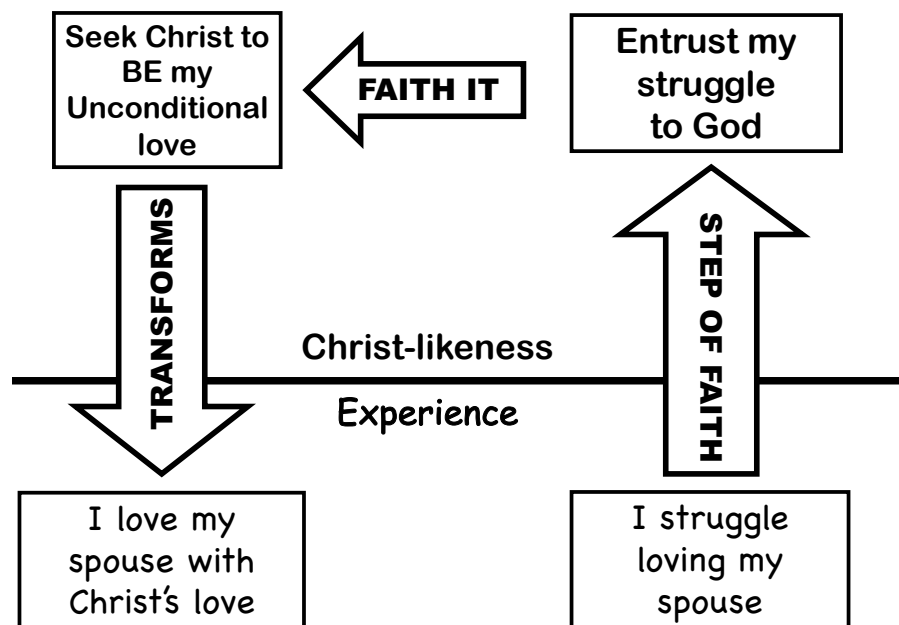 Seek Christ to
BE my
Unconditional
love
FAITH IT
Entrust my
struggle
to God
TRANSFORMS
STEP OF FAITH
Christ-likeness
Experience
I love my
spouse with
Christ's love
I struggle
loving my
spouse